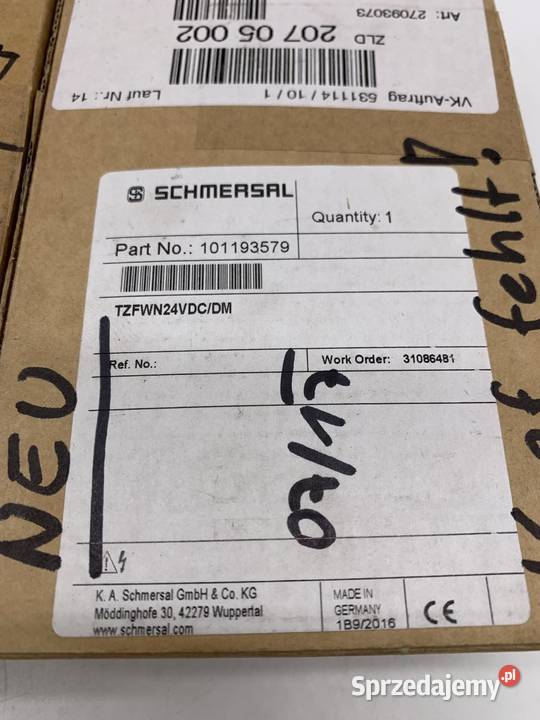 Art: 27093073
ZLD 207 05 002
VK-Auftrag 531114 / 10 / 1 Lauf Nr.: 14
SCHMERSAL
Quantity: 1
Part No.: 101193579
TZFWN24VDC/DM
Ref. No.:
Work Order: 31086481
NEU
fehlt!
K. A. Schmersal GmbH & Co. KG
Möddinghofe 30, 42279 Wuppertal
www.schmersal.com
MADE IN
GERMANY
1B9/2016
CE
Sprzedajemy.pl